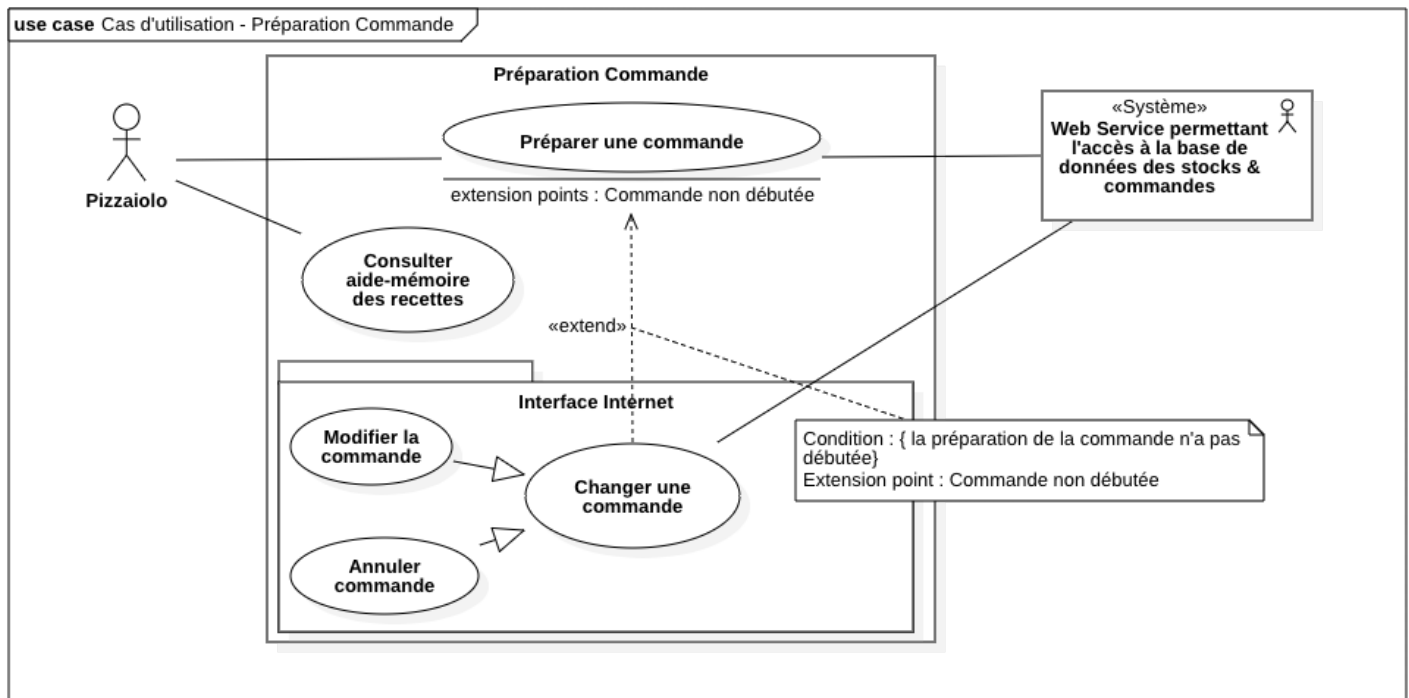 use case Cas d'utilisation - Préparation Commande
Préparation Commande
Préparer une commande
extension points : Commande non débutée
Pizzaiolo
«Système»
Web Service permettant
l'accès à la base de
données des stocks &
commandes
Consulter
aide-mémoire
des recettes
«extend»
Interface Internet
Modifier la
commande
Changer une
commande
Annuler
commande
Condition : { la préparation de la commande n'a pas
débutée}
Extension point : Commande non débutée